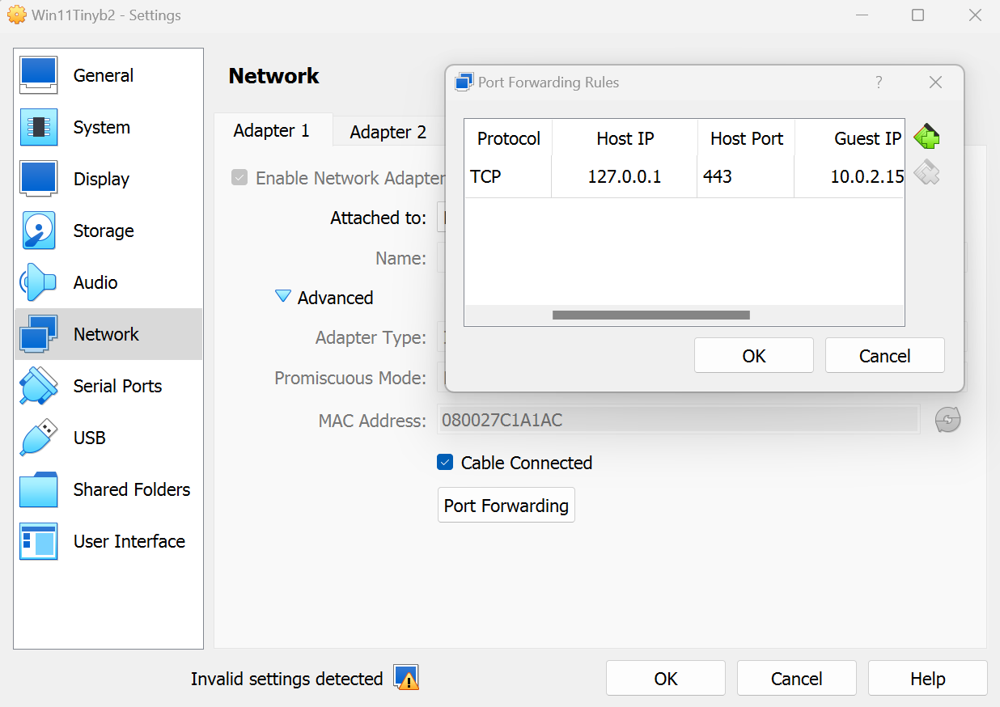 Win11Tinyb2 - Settings
General
System
Display
Storage
Audio
Network
Serial Ports
USB
Shared Folders
User Interface
Network
Adapter 1
Adapter 2
Enable Network Adapter
Attached to:
Name:
Advanced
Adapter Type:
Promiscuous Mode:
MAC Address:
080027C1A1AC
Cable Connected
Port Forwarding
Port Forwarding Rules
?
Protocol Host IP Host Port Guest IP
TCP 127.0.0.1 443 10.0.2.15
OK Cancel
Invalid settings detected
OK Cancel Help